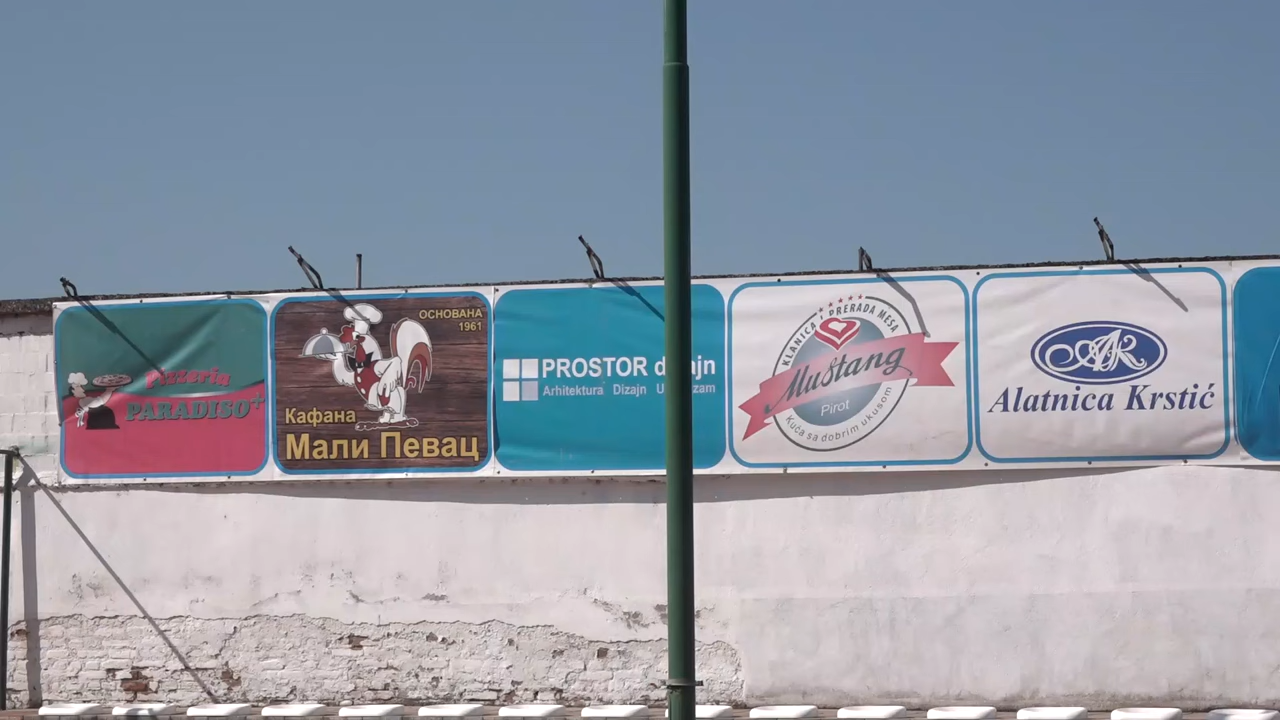 Pizzeria
PARADISO+
ОСНОВАНА
1961
Кафана
Мали Певац
PROSTOR
Arhitektura Dizajn
KLANICA I PRERADA MESA
Muštang
Pirot
Kuća sa dobrim ukusom
AK
Alatnica Krstić